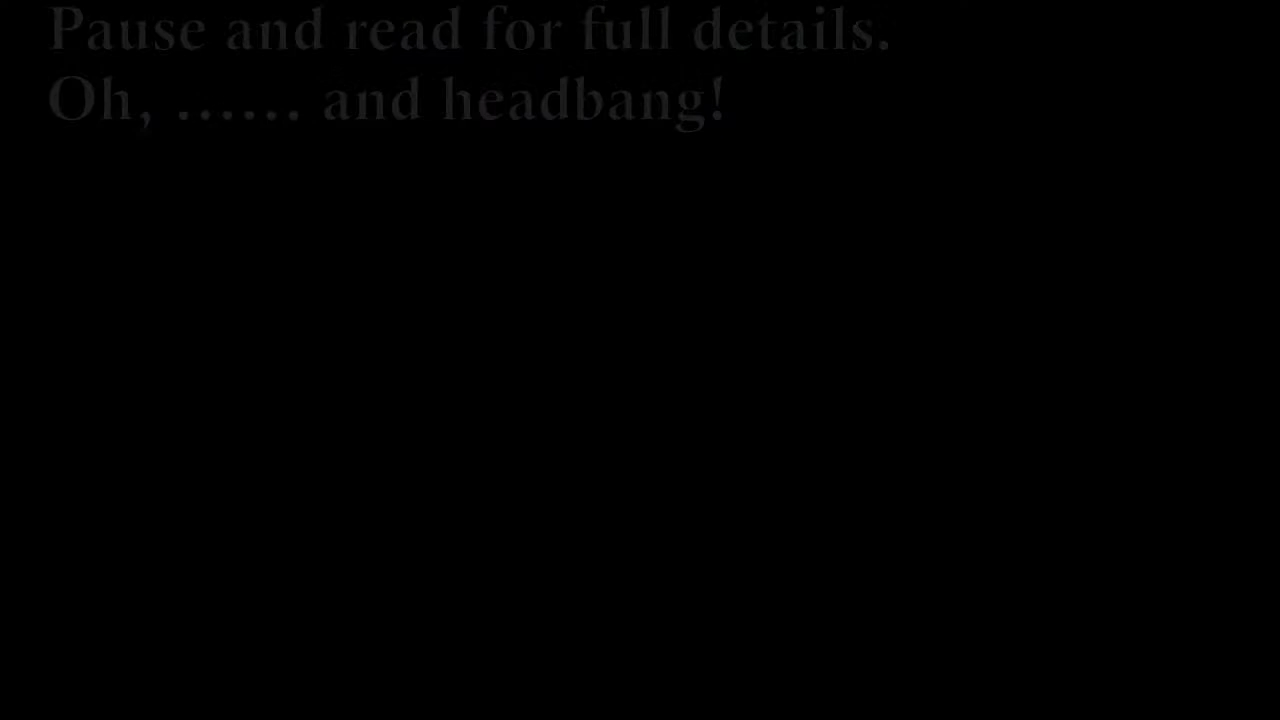 Pause and read for full details.
Oh, ...... and headbang!